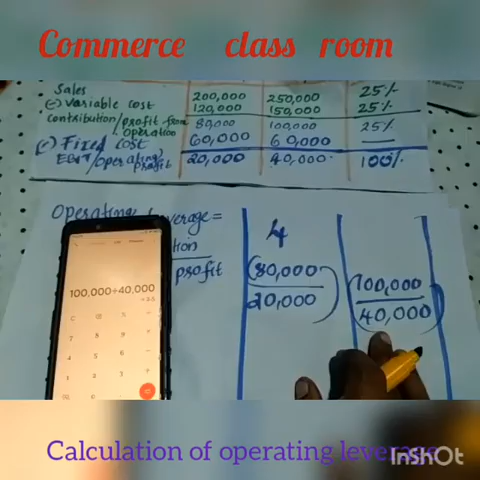 Commerce class room
Sales 200,000 250,000 25%
(-) variable cost 120,000 150,000 25%
contribution/profit from operation 80,000 100,000 25%
(-) Fixed cost 60,000 60,000 —
EBIT/operating profit 20,000 40,000 100%
Operating leverage =
profit
4
(80,000
20,000)
(100,000
40,000)
100,000÷40,000
=2.5
Calculation of operating leverage
InShOt